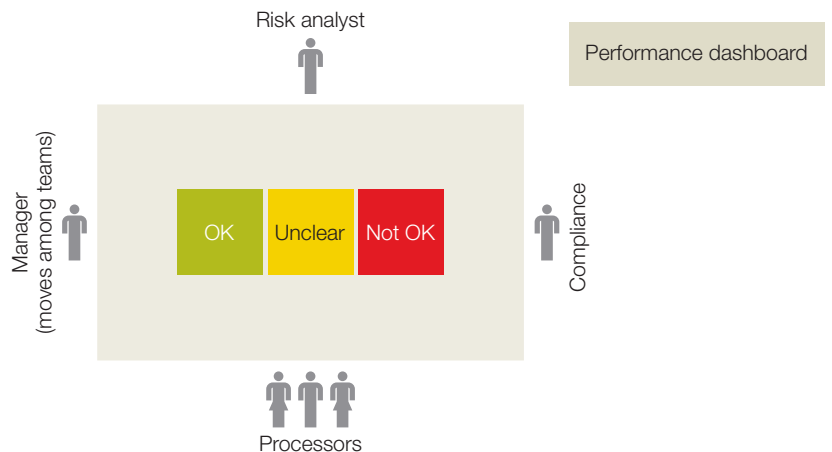 Risk analyst
Performance dashboard
Manager
(moves among teams)
OK
Unclear
Not OK
Compliance
Processors